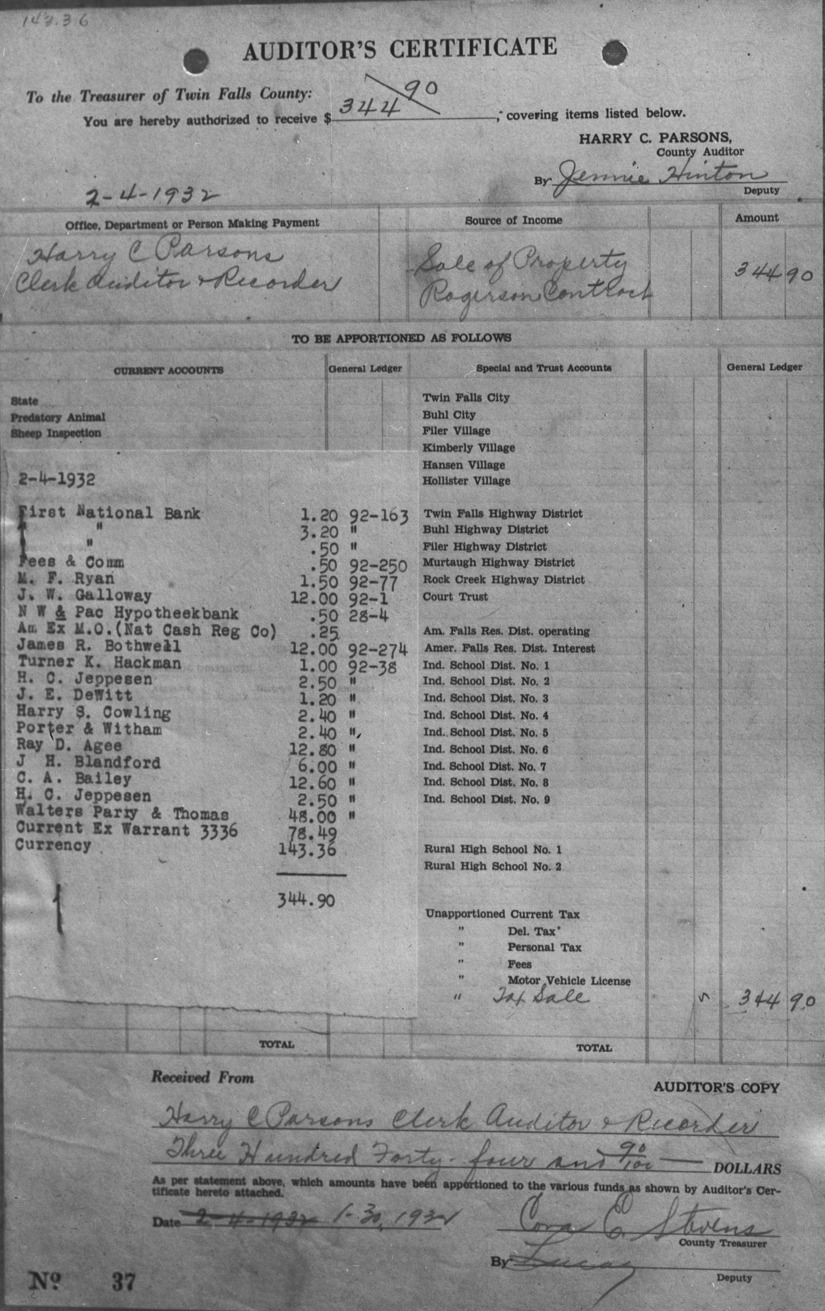 143.36
AUDITOR'S CERTIFICATE
To the Treasurer of Twin Falls County:
You are hereby authorized to receive $ 344 90, covering items listed below.
HARRY C. PARSONS,
County Auditor
By Jennie Hinton
Deputy
2-4-1932
Office, Department or Person Making Payment Source of Income Amount
Harry C Parsons Sale of Property 344 90
Clerk Auditor & Recorder Rogerson Contract
TO BE APPORTIONED AS FOLLOWS
CURRENT ACCOUNTS General Ledger Special and Trust Accounts General Ledger
State
Predatory Animal
Sheep Inspection
2-4-1932
First National Bank 1.20 92-163
" 3.20 "
" .50 "
Fees & Comm .50 92-250
M. F. Ryan 1.50 92-77
J. W. Galloway 12.00 92-1
N W & Pac Hypotheekbank .50 28-4
Am Ex M.O.(Nat Cash Reg Co) .25
James R. Bothwell 12.00 92-274
Turner K. Hackman 1.00 92-38
H. C. Jeppesen 2.50 "
J. E. DeWitt 1.20 "
Harry S. Cowling 2.40 "
Porter & Witham 2.40 "
Ray D. Agee 12.80 "
J H. Blandford 6.00 "
C. A. Bailey 12.60 "
H. C. Jeppesen 2.50 "
Walters Parry & Thomas 48.00 "
Current Ex Warrant 3336 78.49
Currency 143.36
344.90
Twin Falls City
Buhl City
Filer Village
Kimberly Village
Hansen Village
Hollister Village
Twin Falls Highway District
Buhl Highway District
Filer Highway District
Murtaugh Highway District
Rock Creek Highway District
Court Trust
Am. Falls Res. Dist. operating
Amer. Falls Res. Dist. Interest
Ind. School Dist. No. 1
Ind. School Dist. No. 2
Ind. School Dist. No. 3
Ind. School Dist. No. 4
Ind. School Dist. No. 5
Ind. School Dist. No. 6
Ind. School Dist. No. 7
Ind. School Dist. No. 8
Ind. School Dist. No. 9
Rural High School No. 1
Rural High School No. 2
Unapportioned Current Tax
" Del. Tax
" Personal Tax
" Fees
" Motor Vehicle License
" Tax Sale 344 90
TOTAL TOTAL
Received From
AUDITOR'S COPY
Harry C Parsons Clerk Auditor & Recorder
Three Hundred Forty-four and 90/100 DOLLARS
As per statement above, which amounts have been apportioned to the various funds as shown by Auditor's Cer-
tificate hereto attached.
Date 2-4-1932 1-30, 1932 Cora E Stevens
County Treasurer
By Lucas
Deputy
No 37